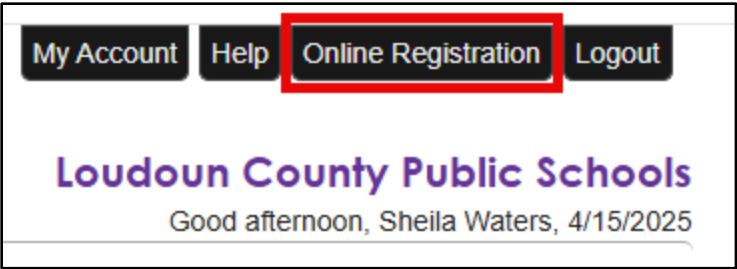 My Account Help Online Registration Logout
Loudoun County Public Schools
Good afternoon, Sheila Waters, 4/15/2025